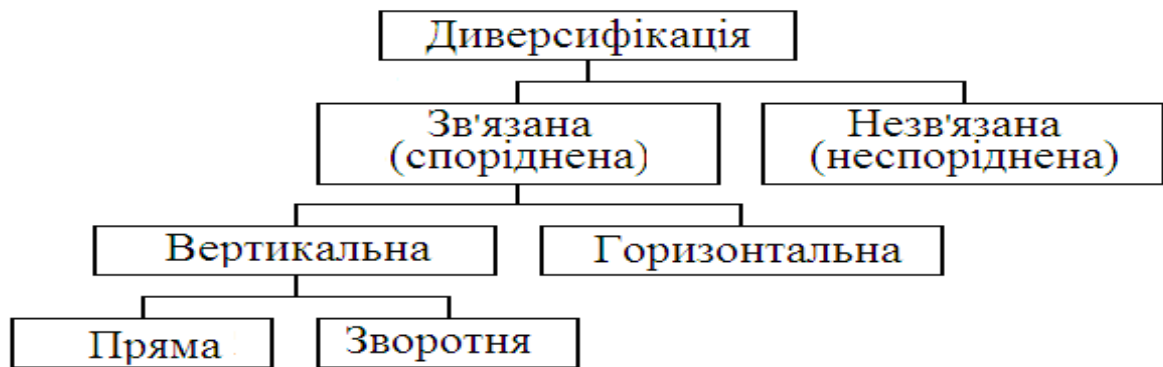 Диверсифікація
Зв'язана
(споріднена)
Незв'язана
(неспоріднена)
Вертикальна
Горизонтальна
Пряма
Зворотня